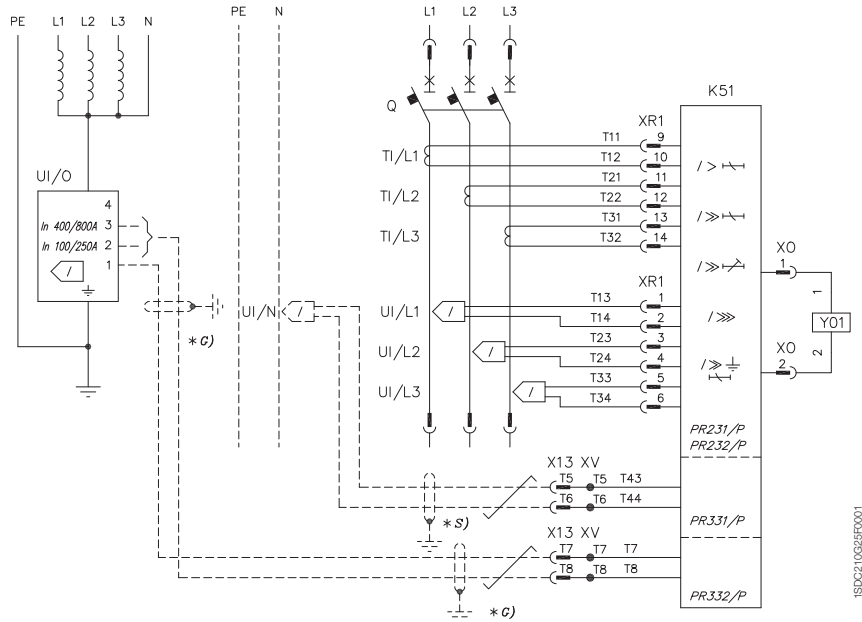 PE L1 L2 L3 N
PE N
L1 L2 L3
K51
Q
XR1
T11 9
TI/L1 T12 10
T21 11
TI/L2 T22 12
T31 13
TI/L3 T32 14
I> 
I≫
I≫
UI/O
4
In 400/800A 3
In 100/250A 2
1
I
XO
1
1
Y01
2
XO
2
XR1
UI/N I
T13 1
UI/L1 I T14 2
T23 3
UI/L2 I T24 4
T33 5
UI/L3 I T34 6
I⋙
I≫
* G)
PR231/P
PR232/P
X13 XV
T5 T5 T43
T6 T6 T44
* S)
PR331/P
X13 XV
T7 T7 T7
T8 T8 T8
PR332/P
* G)
1SDC210G25F0001